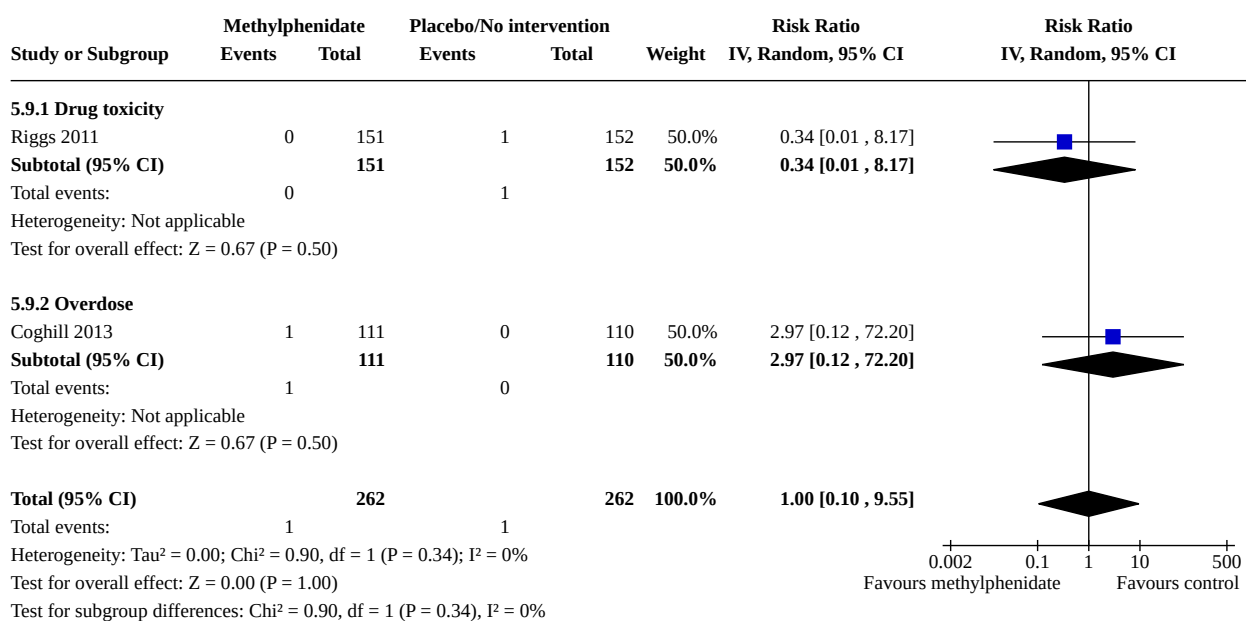 Methylphenidate Placebo/No intervention Risk Ratio Risk Ratio
Study or Subgroup Events Total Events Total Weight IV, Random, 95% CI IV, Random, 95% CI
5.9.1 Drug toxicity
Riggs 2011 0 151 1 152 50.0% 0.34 [0.01 , 8.17]
Subtotal (95% CI) 151 152 50.0% 0.34 [0.01 , 8.17]
Total events: 0 1
Heterogeneity: Not applicable
Test for overall effect: Z = 0.67 (P = 0.50)
5.9.2 Overdose
Coghill 2013 1 111 0 110 50.0% 2.97 [0.12 , 72.20]
Subtotal (95% CI) 111 110 50.0% 2.97 [0.12 , 72.20]
Total events: 1 0
Heterogeneity: Not applicable
Test for overall effect: Z = 0.67 (P = 0.50)
Total (95% CI) 262 262 100.0% 1.00 [0.10 , 9.55]
Total events: 1 1
Heterogeneity: Tau² = 0.00; Chi² = 0.90, df = 1 (P = 0.34); I² = 0%
Test for overall effect: Z = 0.00 (P = 1.00)
Test for subgroup differences: Chi² = 0.90, df = 1 (P = 0.34), I² = 0%
0.002 0.1 1 10 500
Favours methylphenidate Favours control